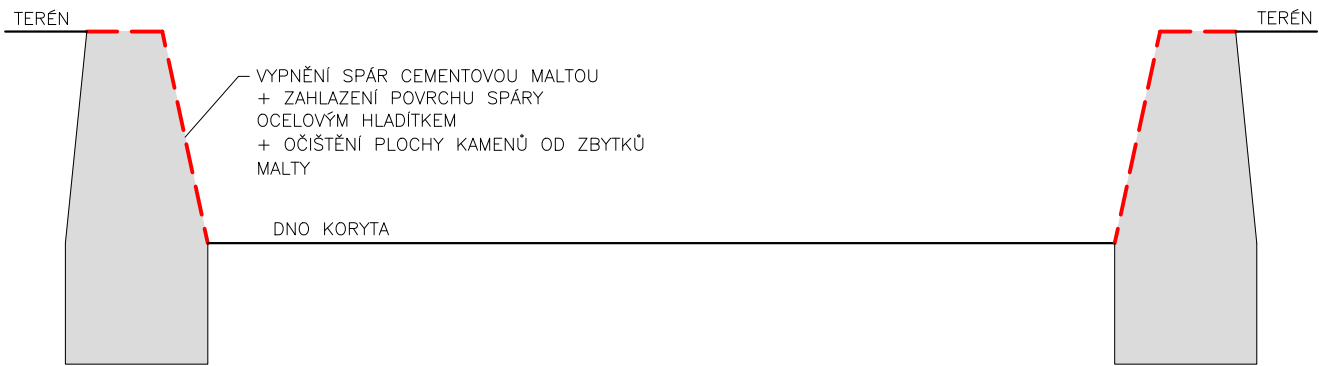 TERÉN
TERÉN
VYPNĚNÍ SPÁR CEMENTOVOU MALTOU
+ ZAHLAZENÍ POVRCHU SPÁRY
OCELOVÝM HLADÍTKEM
+ OČIŠTĚNÍ PLOCHY KAMENŮ OD ZBYTKŮ
MALTY
DNO KORYTA